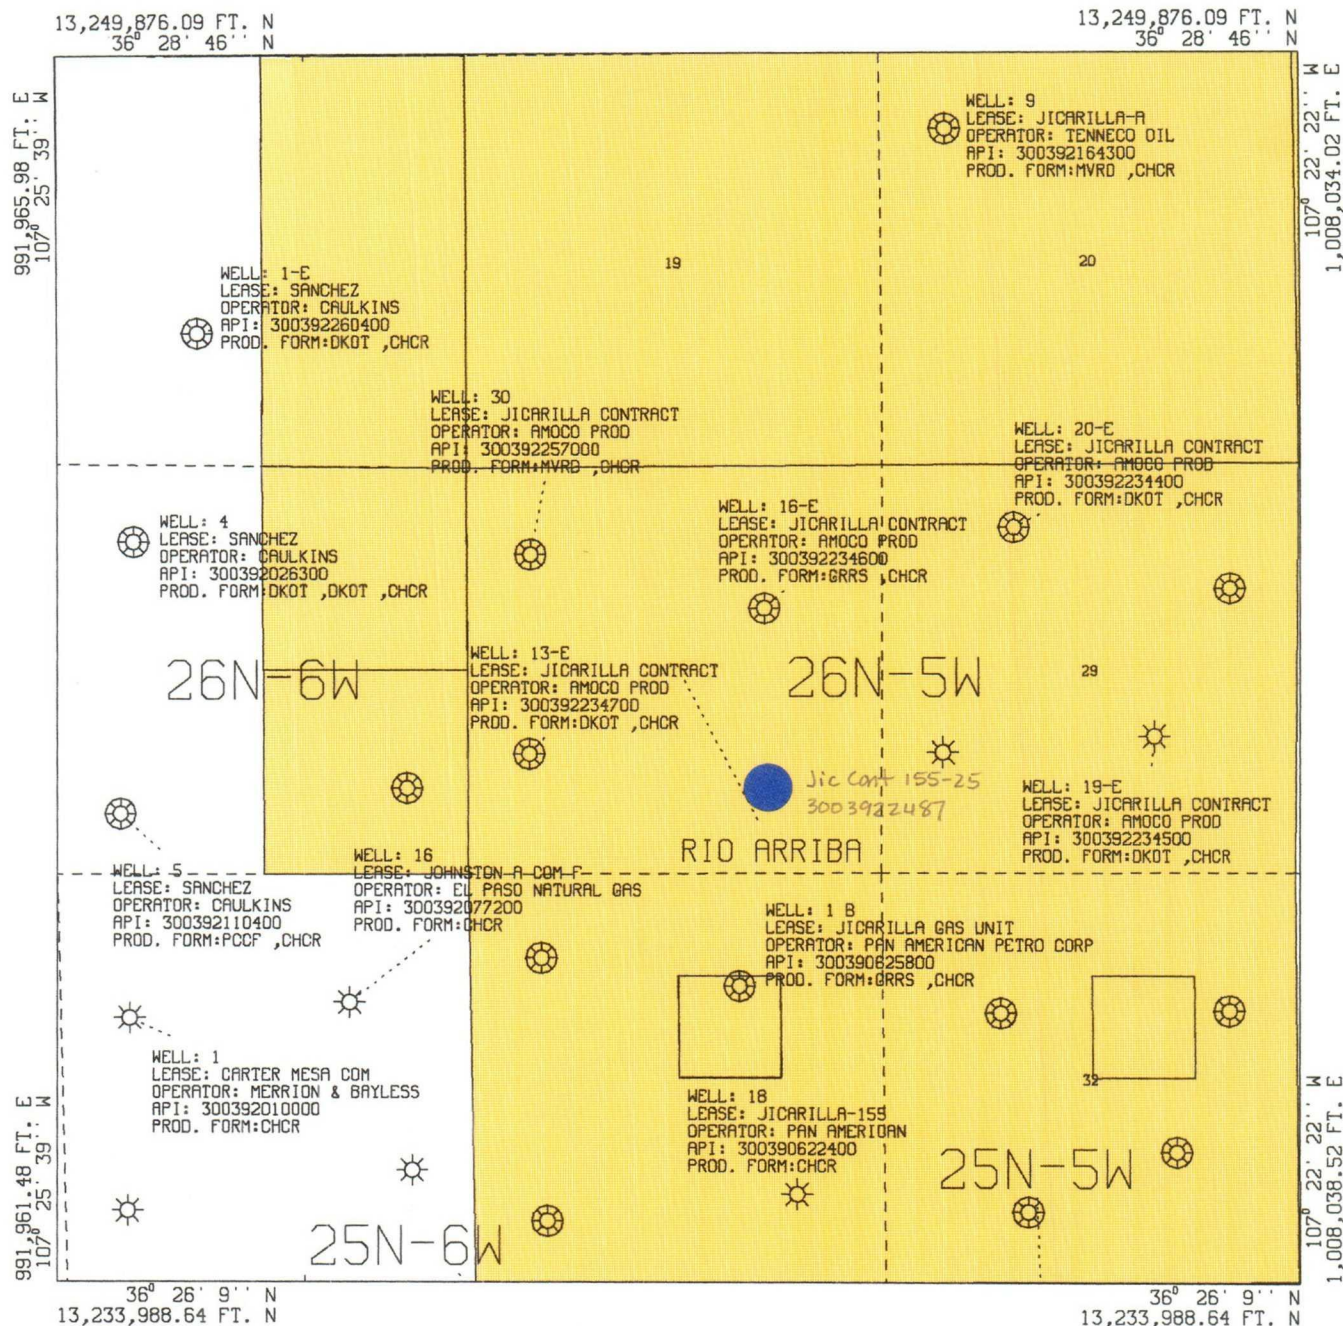 13,249,876.09 FT. N
36° 28' 46'' N
13,249,876.09 FT. N
36° 28' 46'' N
991,965.98 FT. E
107° 25' 39'' W
107° 22' 22'' W
1,008,034.02 FT. E
WELL: 9
LEASE: JICARILLA-A
OPERATOR: TENNECO OIL
API: 300392164300
PROD. FORM:MVRD ,CHCR
19
20
WELL: 1-E
LEASE: SANCHEZ
OPERATOR: CAULKINS
API: 300392260400
PROD. FORM:DKOT ,CHCR
WELL: 30
LEASE: JICARILLA CONTRACT
OPERATOR: AMOCO PROD
API: 300392257000
PROD. FORM:MVRD ,CHCR
WELL: 20-E
LEASE: JICARILLA CONTRACT
OPERATOR: AMOCO PROD
API: 300392234400
PROD. FORM:DKOT ,CHCR
WELL: 4
LEASE: SANCHEZ
OPERATOR: CAULKINS
API: 300392026300
PROD. FORM:DKOT ,DKOT ,CHCR
WELL: 16-E
LEASE: JICARILLA CONTRACT
OPERATOR: AMOCO PROD
API: 300392234600
PROD. FORM:GRRS ,CHCR
WELL: 13-E
LEASE: JICARILLA CONTRACT
OPERATOR: AMOCO PROD
API: 300392234700
PROD. FORM:DKOT ,CHCR
26N-6W
26N-5W
29
Jic Cont 155-25
3003922487
WELL: 19-E
LEASE: JICARILLA CONTRACT
OPERATOR: AMOCO PROD
API: 300392234500
PROD. FORM:DKOT ,CHCR
RIO ARRIBA
WELL: 5
LEASE: SANCHEZ
OPERATOR: CAULKINS
API: 300392110400
PROD. FORM:PCCF ,CHCR
WELL: 16
LEASE: JOHNSTON A COM F
OPERATOR: EL PASO NATURAL GAS
API: 300392077200
PROD. FORM:CHCR
WELL: 1 B
LEASE: JICARILLA GAS UNIT
OPERATOR: PAN AMERICAN PETRO CORP
API: 300390625800
PROD. FORM:GRRS ,CHCR
WELL: 1
LEASE: CARTER MESA COM
OPERATOR: MERRION & BAYLESS
API: 300392010000
PROD. FORM:CHCR
32
WELL: 18
LEASE: JICARILLA-155
OPERATOR: PAN AMERICAN
API: 300390622400
PROD. FORM:CHCR
25N-6W
25N-5W
991,961.48 FT. E
107° 25' 39'' W
107° 22' 22'' W
1,008,038.52 FT. E
36° 26' 9'' N
13,233,988.64 FT. N
36° 26' 9'' N
13,233,988.64 FT. N